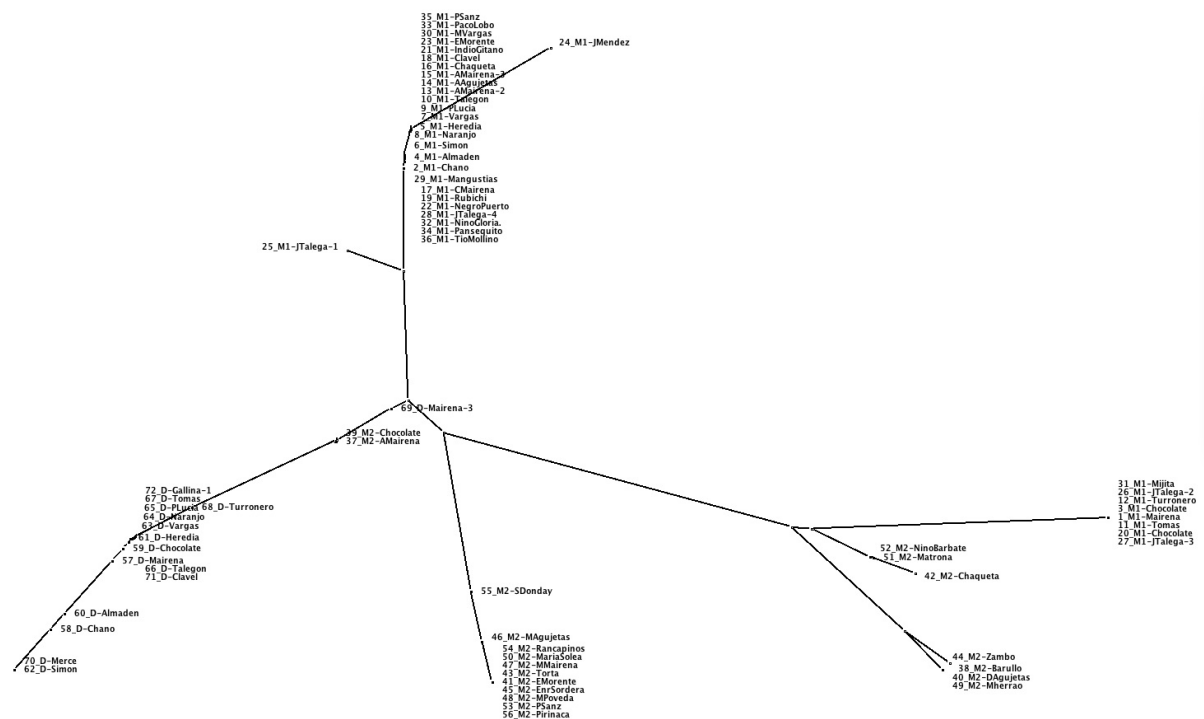 35_M1-PSanz
33_M1-PacoLobo
30_M1-MVargas
23_M1-EMorente
21_M1-IndioGitano
18_M1-Clavel
16_M1-Chaqueta
15_M1-AMairena-3
14_M1-AAgujetas
13_M1-AMairena-2
10_M1-Talegon
9_M1-PLucia
7_M1-Vargas
5_M1-Heredia
8_M1-Naranjo
6_M1-Simon
4_M1-Almaden
2_M1-Chano
29_M1-Mangustias
17_M1-CMairena
19_M1-Rubichi
22_M1-NegroPuerto
28_M1-JTalega-4
32_M1-NinoGloria.
34_M1-Pansequito
36_M1-TioMollino
24_M1-JMendez
25_M1-JTalega-1
69_D-Mairena-3
39_M2-Chocolate
37_M2-AMairena
72_D-Gallina-1
67_D-Tomas
65_D-PLucia
68_D-Turronero
64_D-Naranjo
63_D-Vargas
61_D-Heredia
59_D-Chocolate
57_D-Mairena
66_D-Talegon
71_D-Clavel
60_D-Almaden
58_D-Chano
70_D-Merce
62_D-Simon
55_M2-SDonday
46_M2-MAgujetas
54_M2-Rancapinos
50_M2-MariaSolea
47_M2-MMairena
43_M2-Torta
41_M2-EMorente
45_M2-EnrSordera
48_M2-MPoveda
53_M2-PSanz
56_M2-Pirinaca
31_M1-Mijita
26_M1-JTalega-2
12_M1-Turronero
3_M1-Chocolate
1_M1-Mairena
11_M1-Tomas
20_M1-Chocolate
27_M1-JTalega-3
52_M2-NinoBarbate
51_M2-Matrona
42_M2-Chaqueta
44_M2-Zambo
38_M2-Barullo
40_M2-DAgujetas
49_M2-Mherrao